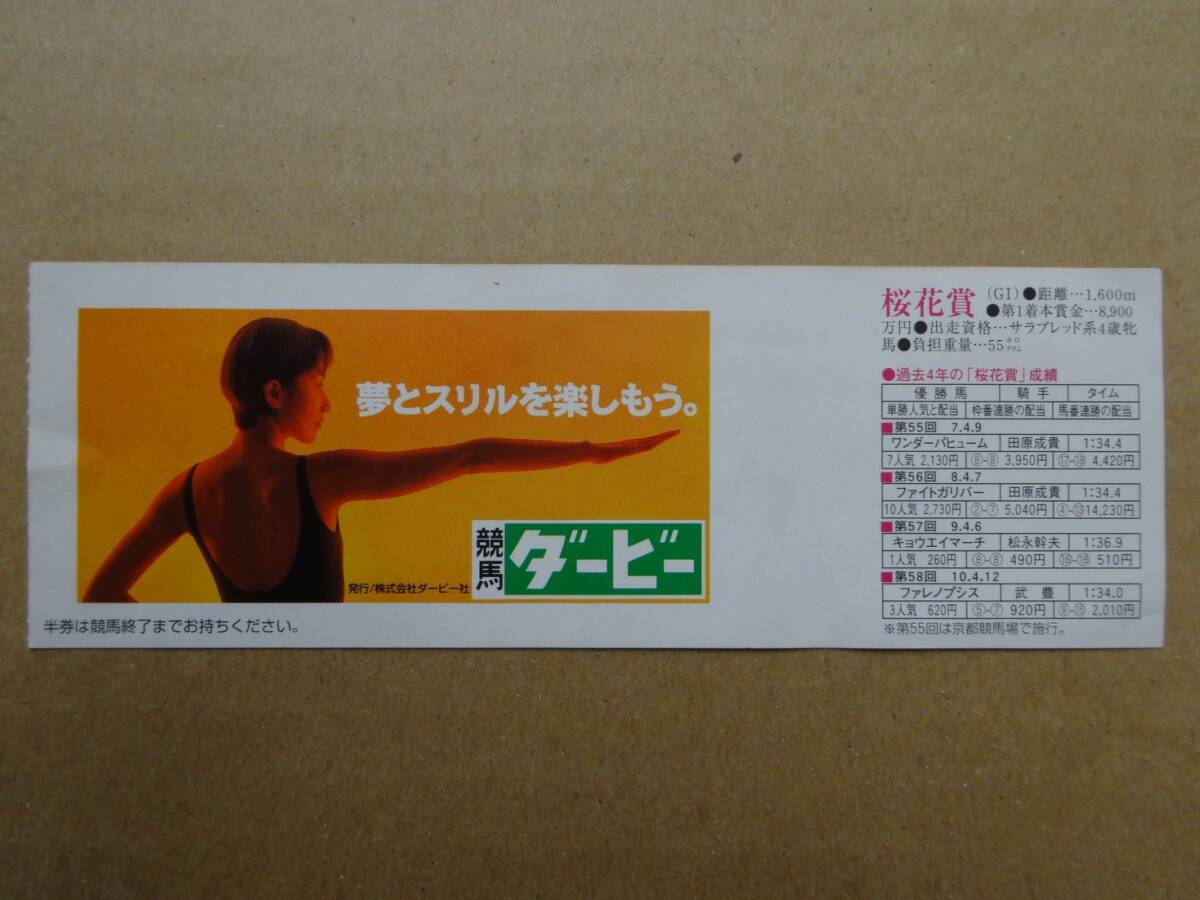 夢とスリルを楽しもう。
競馬
ダービー
発行/株式会社ダービー社
半券は競馬終了までお持ちください。
桜花賞 (GI)●距離…1,600m
●第1着本賞金…8,900
万円●出走資格…サラブレッド系4歳牝
馬●負担重量…55キログラム
●過去4年の「桜花賞」成績
優勝馬 騎手 タイム
単勝人気と配当 枠番連勝の配当 馬番連勝の配当
■第55回 7.4.9
ワンダーパヒューム 田原成貴 1:34.4
7人気 2,130円 ⑧-⑧ 3,950円 ⑰-⑱ 4,420円
■第56回 8.4.7
ファイトガリバー 田原成貴 1:34.4
10人気 2,730円 ②-⑦ 5,040円 ④-⑬14,230円
■第57回 9.4.6
キョウエイマーチ 松永幹夫 1:36.9
1人気 260円 ⑧-⑧ 490円 ⑯-⑱ 510円
■第58回 10.4.12
ファレノプシス 武豊 1:34.0
3人気 620円 ⑤-⑦ 920円 ⑨-⑮ 2,010円
※第55回は京都競馬場で施行。